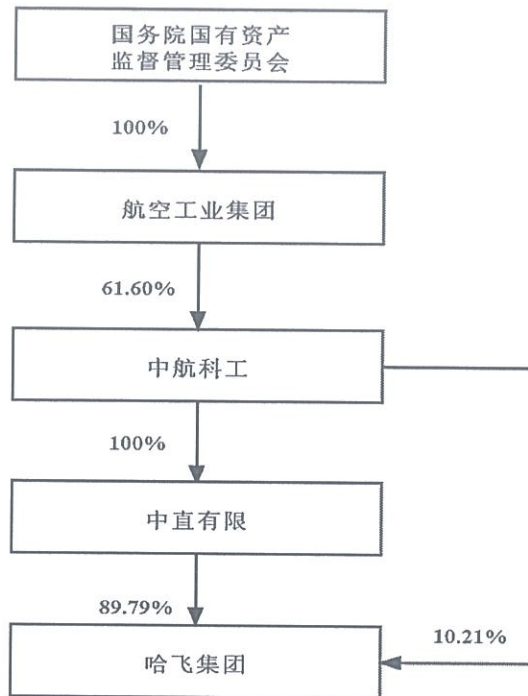 国务院国有资产
监督管理委员会
100%
航空工业集团
61.60%
中航科工
100%
中直有限
89.79%
10.21%
哈飞集团